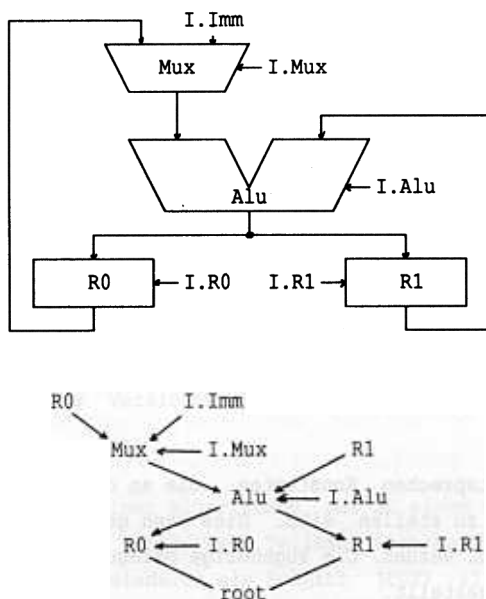 I.Imm
Mux
I.Mux
Alu
I.Alu
R0
I.R0
I.R1
R1
R0
I.Imm
Mux
I.Mux
R1
Alu
I.Alu
R0
I.R0
R1
I.R1
root